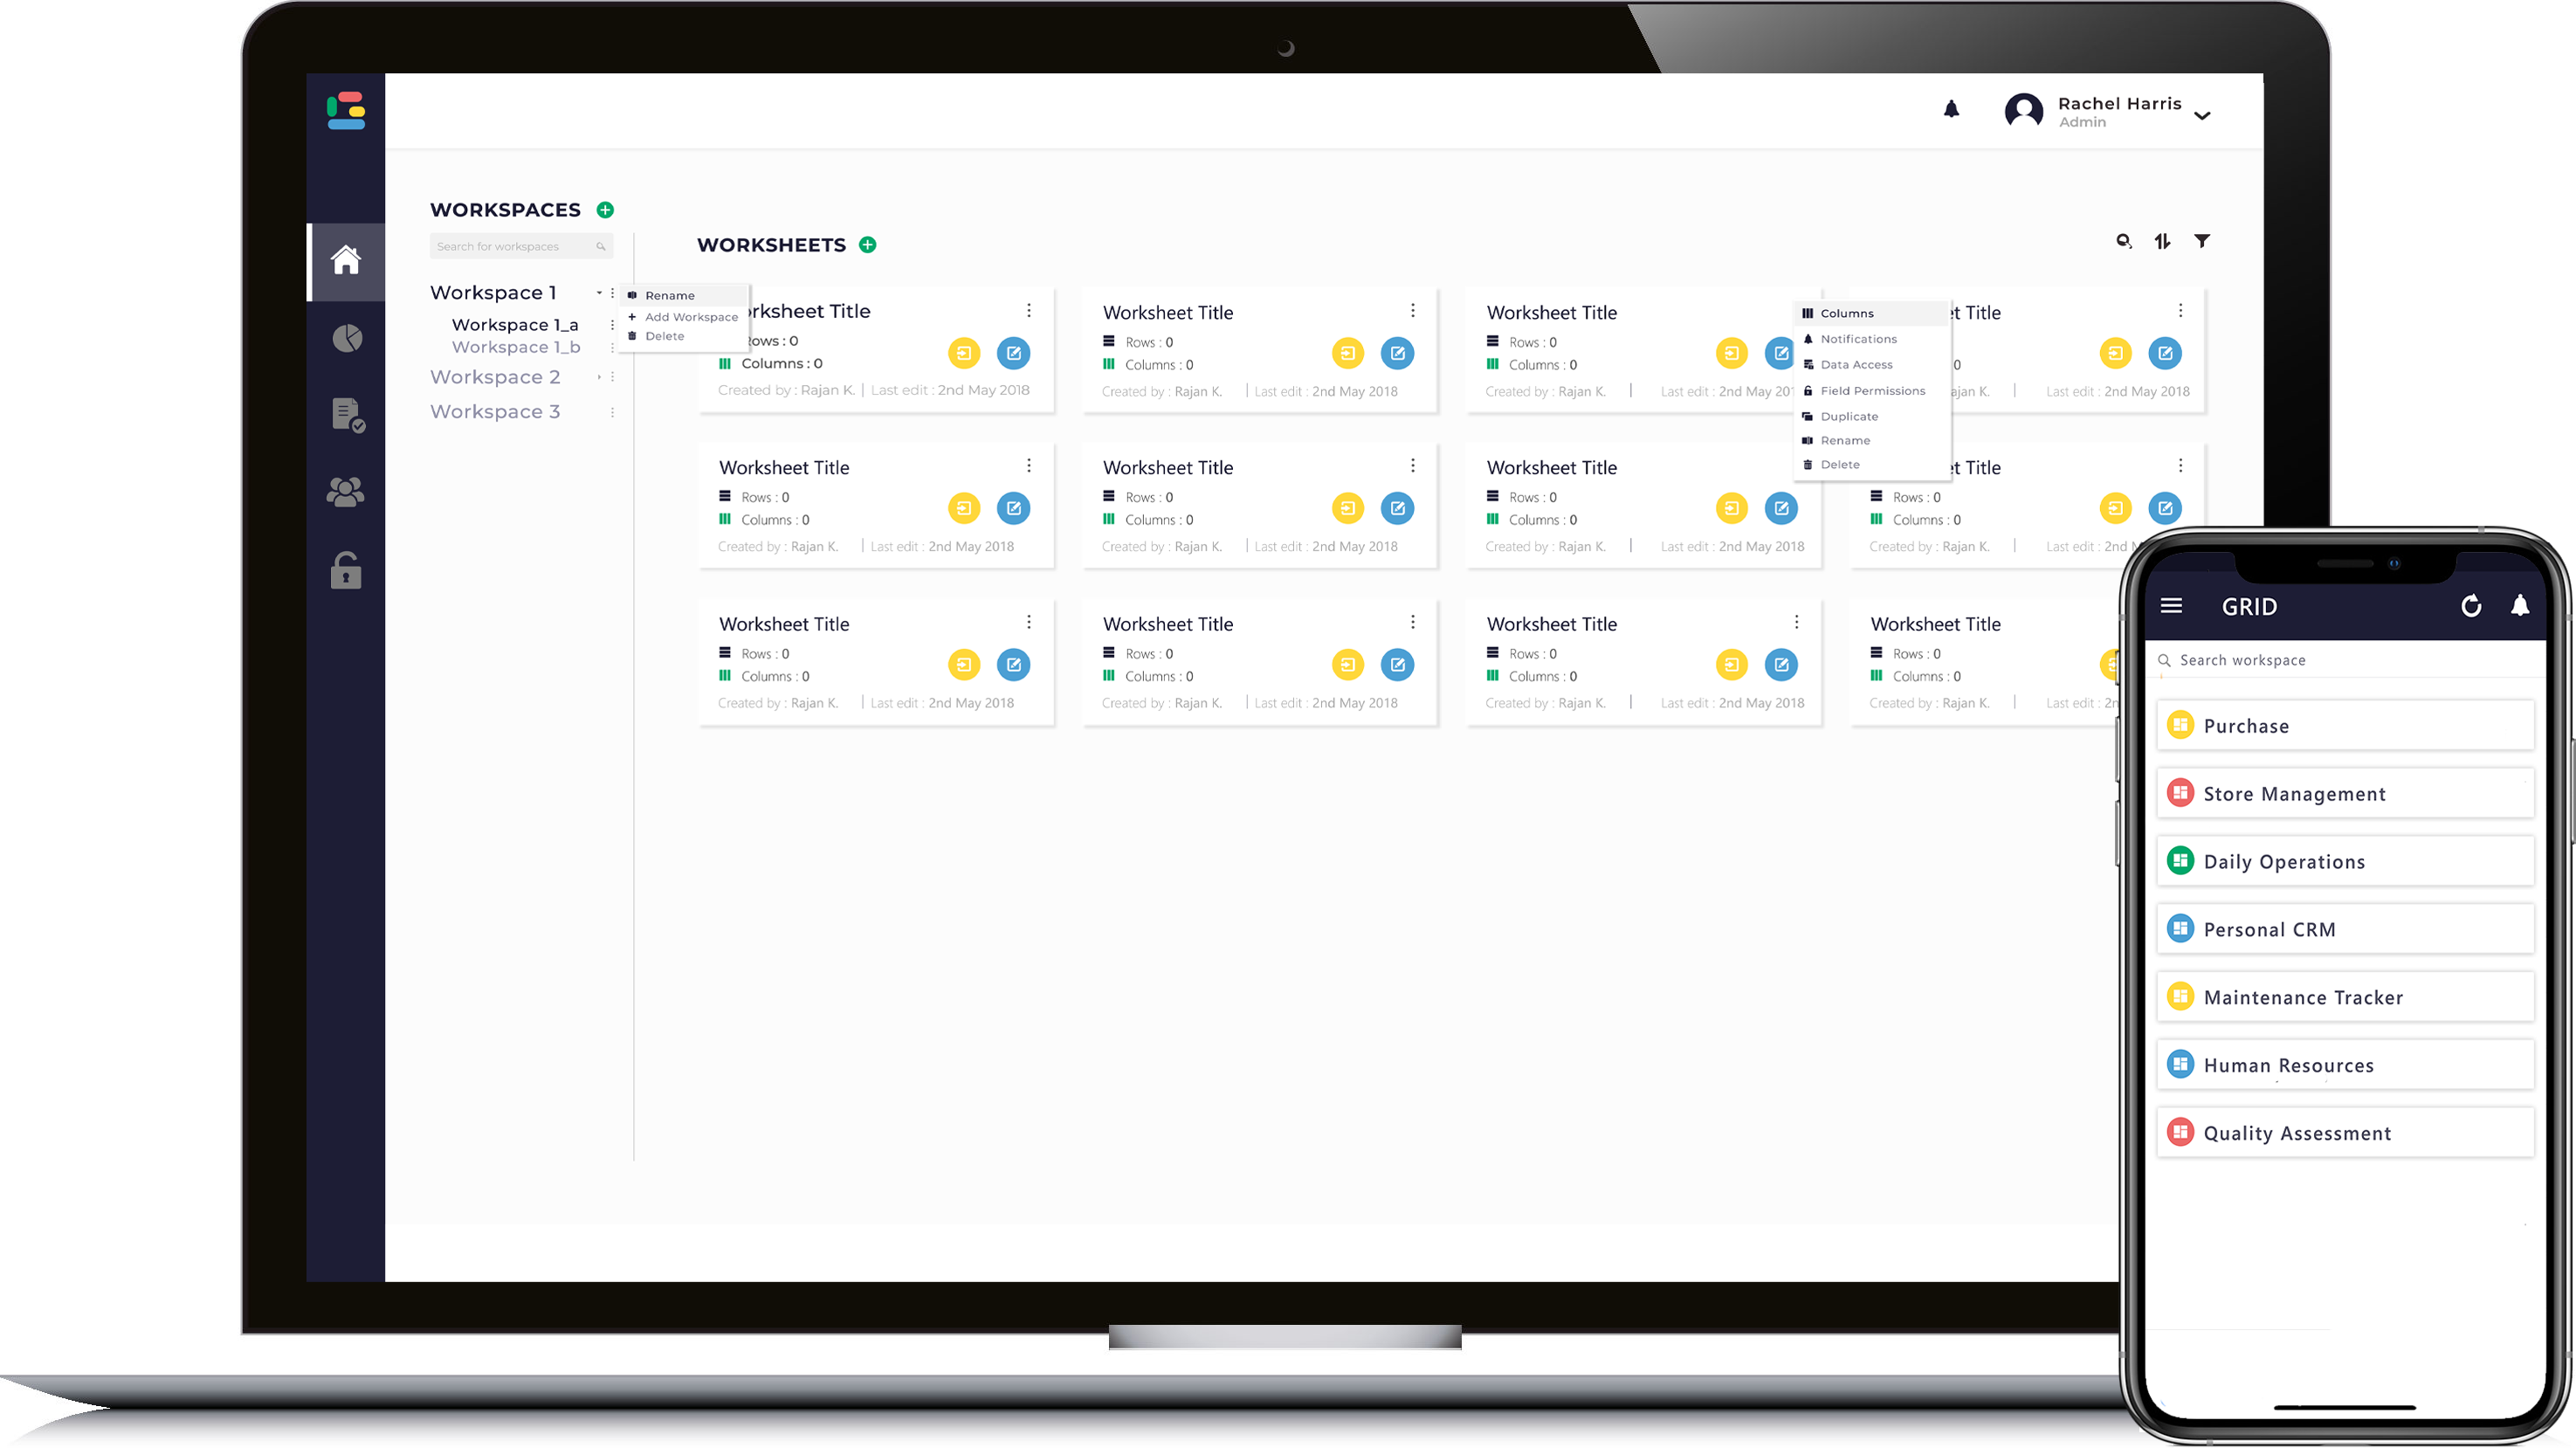 Rachel Harris
Admin
WORKSPACES
Search for workspaces
Workspace 1
Workspace 1_a
Workspace 1_b
Workspace 2
Workspace 3
Rename
Add Workspace
Delete
WORKSHEETS
Worksheet Title
Rows : 0
Columns : 0
Created by : Rajan K. | Last edit : 2nd May 2018
Worksheet Title
Rows : 0
Columns : 0
Created by : Rajan K. | Last edit : 2nd May 2018
Worksheet Title
Rows : 0
Columns : 0
Created by : Rajan K. | Last edit : 2nd May
Title
Last edit : 2nd May 2018
Columns
Notifications
Data Access
Field Permissions
Duplicate
Rename
Delete
Worksheet Title
Rows : 0
Columns : 0
Created by : Rajan K. | Last edit : 2nd May 2018
Worksheet Title
Rows : 0
Columns : 0
Created by : Rajan K. | Last edit : 2nd May 2018
Worksheet Title
Rows : 0
Columns : 0
Created by : Rajan K. | Last edit : 2nd May 2018
Title
Rows : 0
Columns : 0
Created by : Rajan K. | Last edit : 2nd
Worksheet Title
Rows : 0
Columns : 0
Created by : Rajan K. | Last edit : 2nd May 2018
Worksheet Title
Rows : 0
Columns : 0
Created by : Rajan K. | Last edit : 2nd May 2018
Worksheet Title
Rows : 0
Columns : 0
Created by : Rajan K. | Last edit : 2nd May 2018
Worksheet Title
Rows : 0
Columns : 0
Created by : Rajan K. | Last edit :
GRID
Search workspace
Purchase
Store Management
Daily Operations
Personal CRM
Maintenance Tracker
Human Resources
Quality Assessment